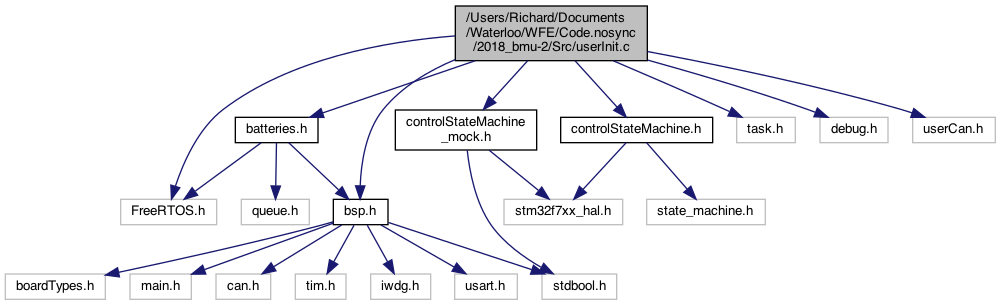 /Users/Richard/Documents
/Waterloo/WFE/Code.nosync
/2018_bmu-2/Src/userInit.c
batteries.h
controlStateMachine
_mock.h
controlStateMachine.h
task.h
debug.h
userCan.h
FreeRTOS.h
queue.h
bsp.h
stm32f7xx_hal.h
state_machine.h
boardTypes.h
main.h
can.h
tim.h
iwdg.h
usart.h
stdbool.h